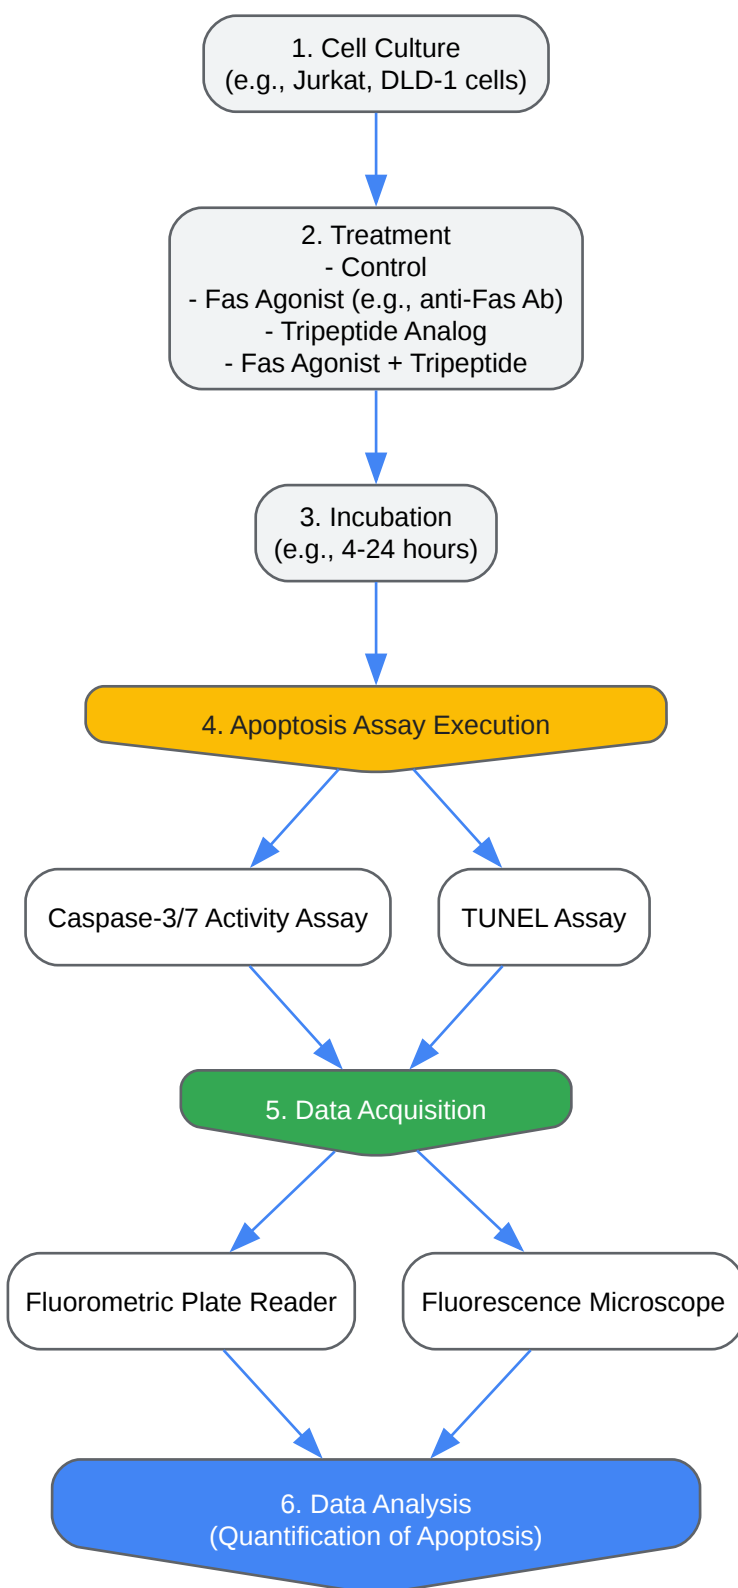 1. Cell Culture
(e.g., Jurkat, DLD-1 cells)
2. Treatment
- Control
- Fas Agonist (e.g., anti-Fas Ab)
- Tripeptide Analog
- Fas Agonist + Tripeptide
3. Incubation
(e.g., 4-24 hours)
4. Apoptosis Assay Execution
Caspase-3/7 Activity Assay
TUNEL Assay
5. Data Acquisition
Fluorometric Plate Reader
Fluorescence Microscope
6. Data Analysis
(Quantification of Apoptosis)